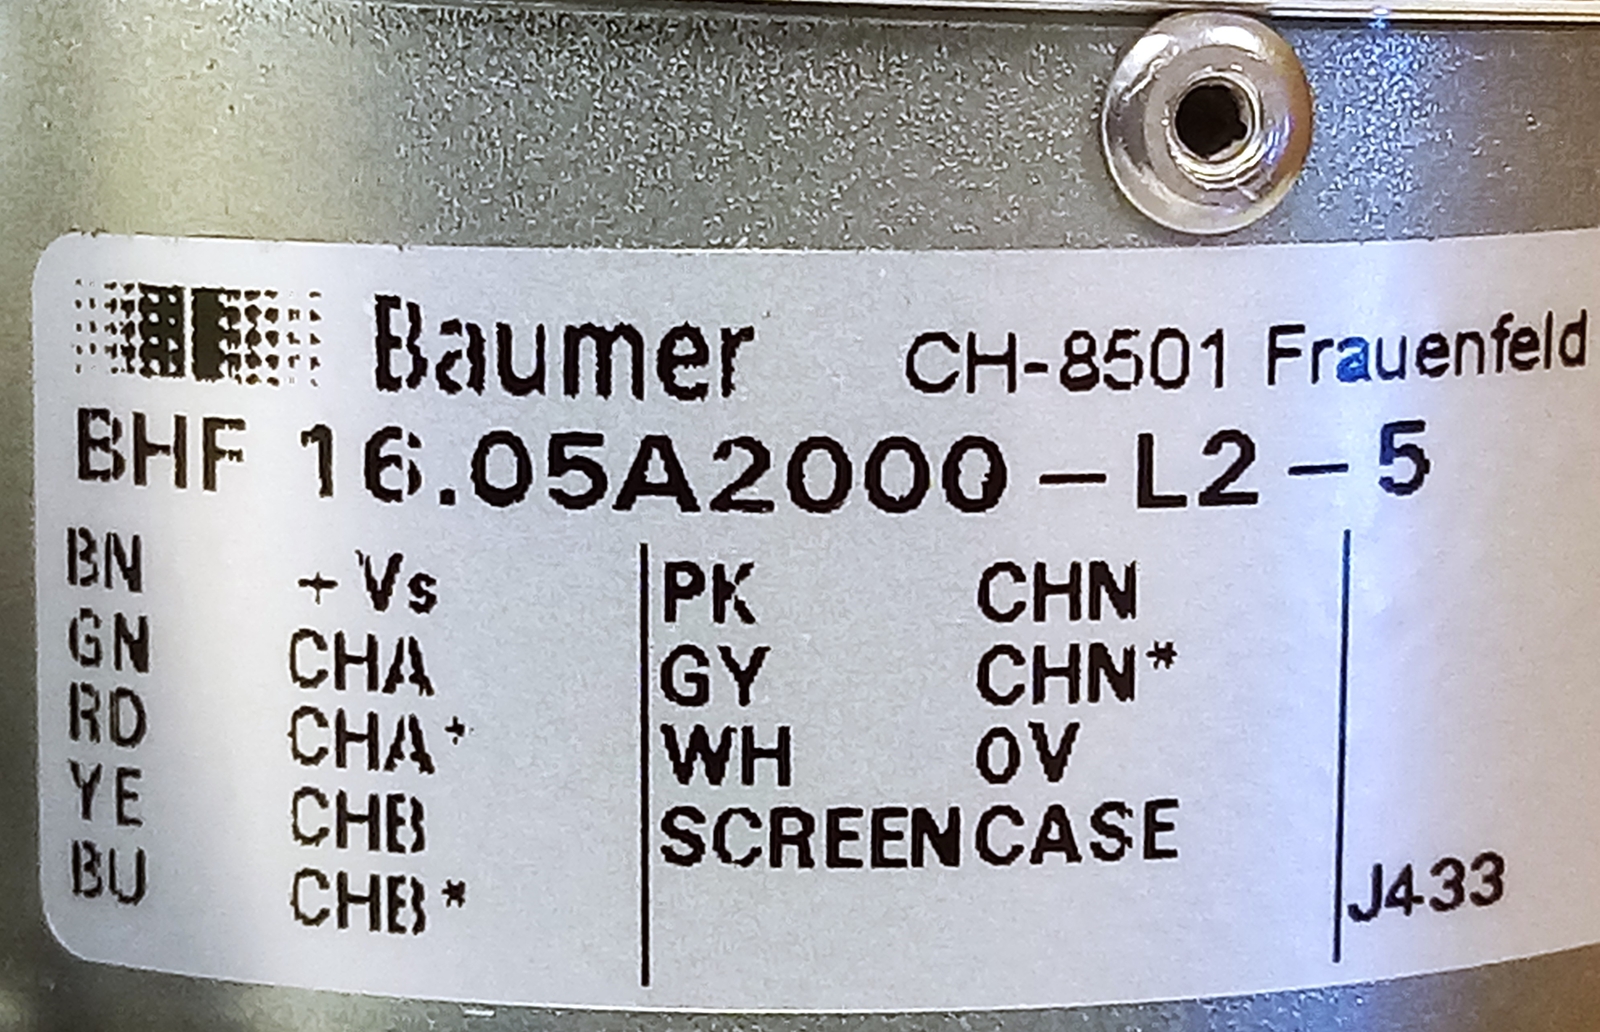 Baumer CH-8501 Frauenfeld
BHF 16.05A2000-L2-5
BN +Vs PK CHN
GN CHA GY CHN*
RD CHA* WH 0V
YE CHB SCREEN CASE
BU CHB* J433